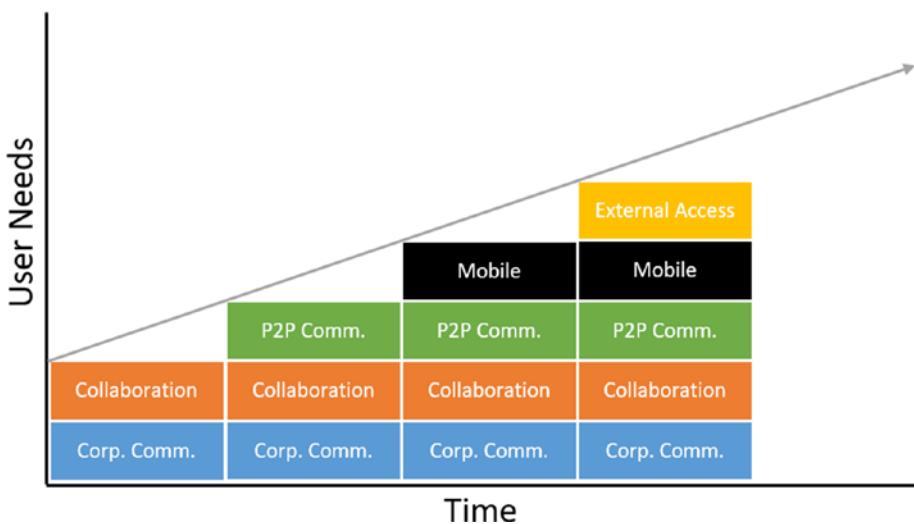 User Needs
External Access
Mobile
Mobile
P2P Comm.
P2P Comm.
P2P Comm.
Collaboration
Collaboration
Collaboration
Collaboration
Corp. Comm.
Corp. Comm.
Corp. Comm.
Corp. Comm.
Time